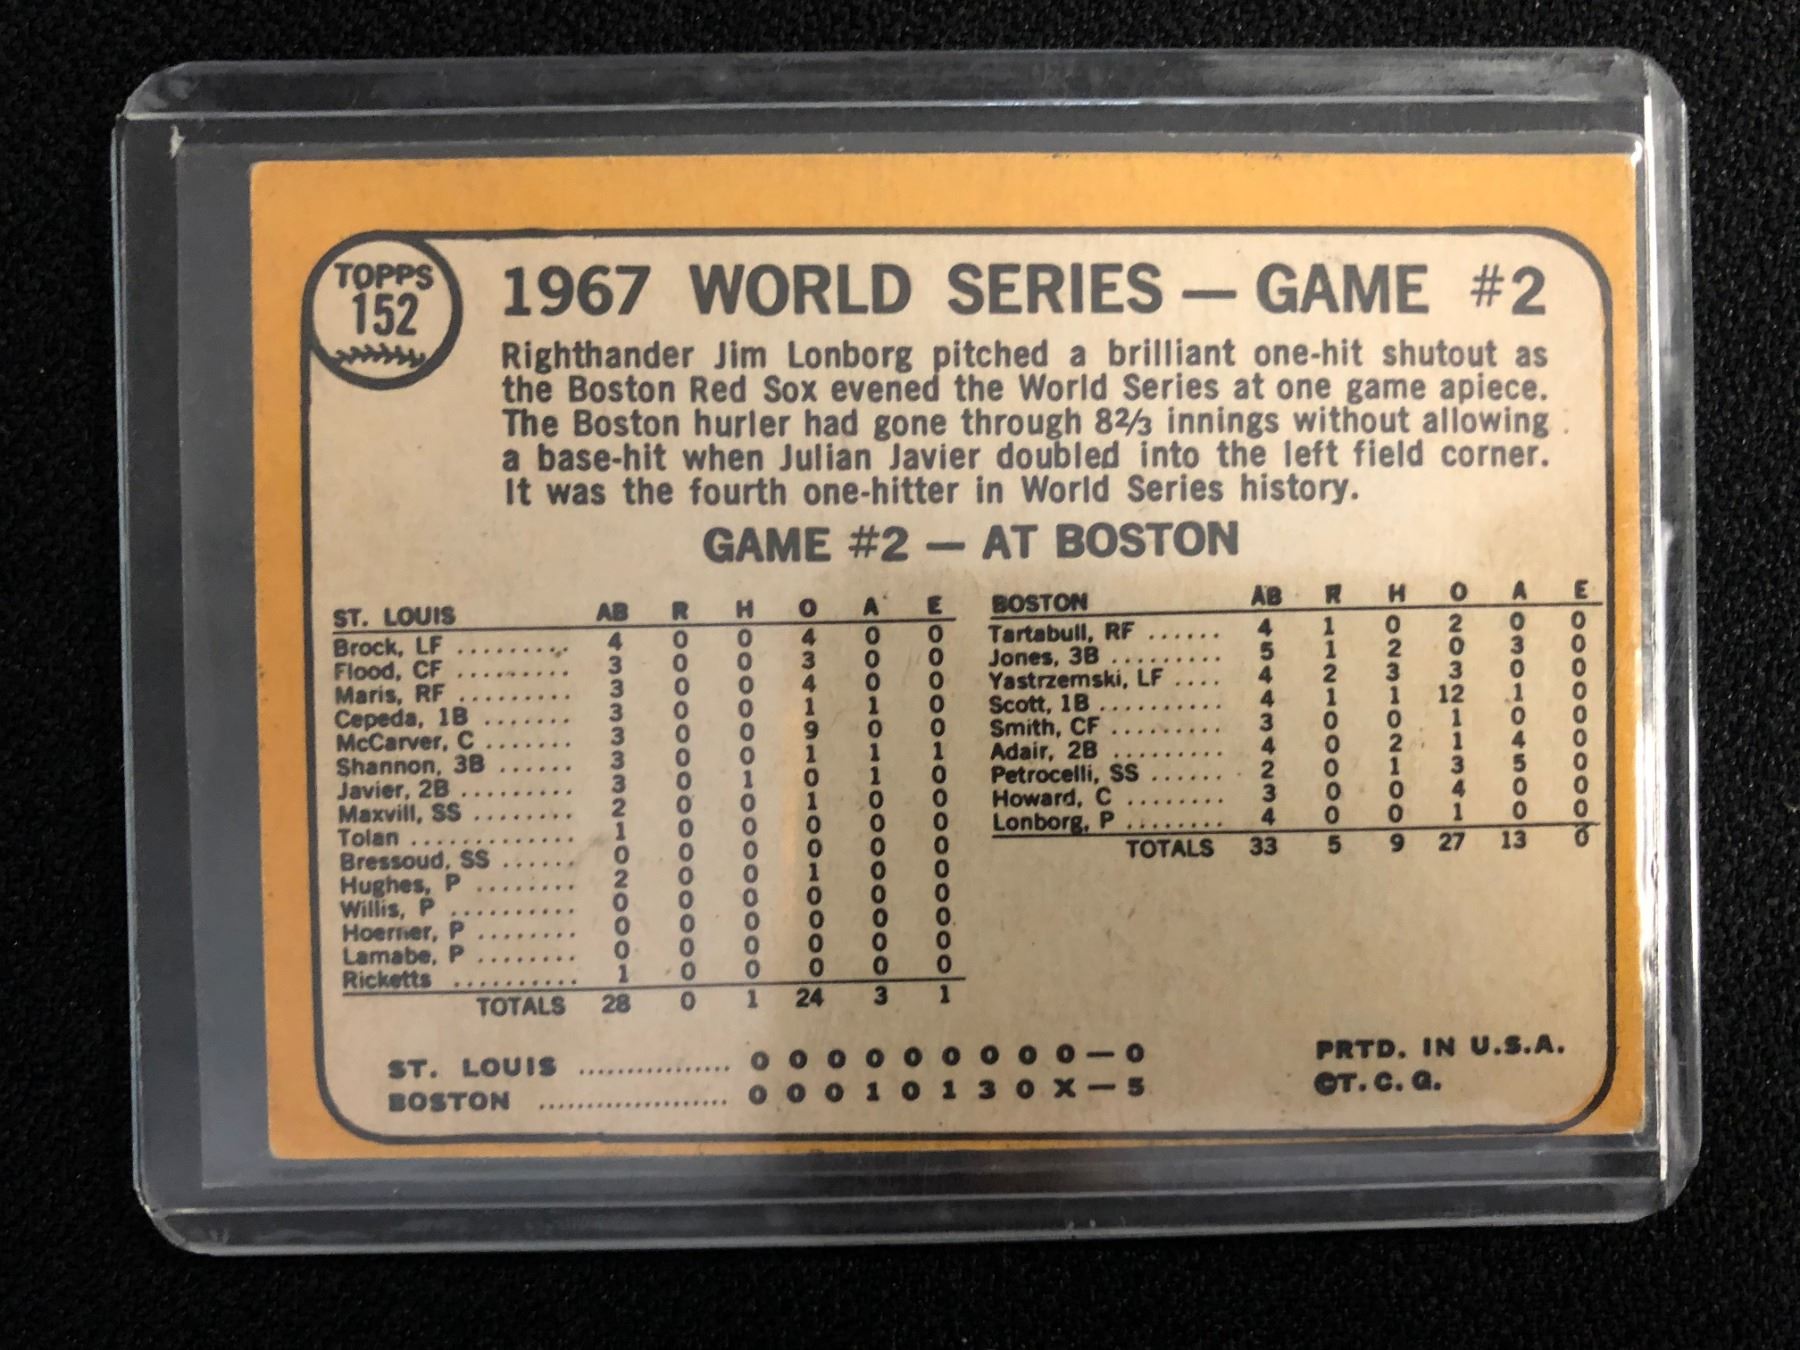 TOPPS
152
1967 WORLD SERIES — GAME #2
Righthander Jim Lonborg pitched a brilliant one-hit shutout as
the Boston Red Sox evened the World Series at one game apiece.
The Boston hurler had gone through 8⅔ innings without allowing
a base-hit when Julian Javier doubled into the left field corner.
It was the fourth one-hitter in World Series history.
GAME #2 — AT BOSTON
ST. LOUIS AB R H O A E
Brock, LF ......... 4 0 0 4 0 0
Flood, CF ......... 3 0 0 3 0 0
Maris, RF ......... 3 0 0 4 0 0
Cepeda, 1B ....... 3 0 0 1 1 0
McCarver, C ...... 3 0 0 9 0 0
Shannon, 3B ...... 3 0 0 1 1 1
Javier, 2B ......... 3 0 1 0 1 0
Maxvill, SS ........ 2 0 0 1 0 0
Tolan ............. 1 0 0 0 0 0
Bressoud, SS ...... 0 0 0 0 0 0
Hughes, P ........ 2 0 0 1 0 0
Willis, P .......... 0 0 0 0 0 0
Hoerner, P ........ 0 0 0 0 0 0
Lamabe, P ........ 0 0 0 0 0 0
Ricketts .......... 1 0 0 0 0 0
TOTALS 28 0 1 24 3 1
BOSTON AB R H O A E
Tartabull, RF ...... 4 1 0 2 0 0
Jones, 3B ......... 5 1 2 0 3 0
Yastrzemski, LF .... 4 2 3 3 0 0
Scott, 1B .......... 4 1 1 12 1 0
Smith, CF ......... 3 0 0 1 0 0
Adair, 2B ......... 4 0 2 1 4 0
Petrocelli, SS ...... 2 0 1 3 5 0
Howard, C ........ 3 0 0 4 0 0
Lonborg, P ........ 4 0 0 1 0 0
TOTALS 33 5 9 27 13 0
ST. LOUIS ................ 0 0 0 0 0 0 0 0 0 — 0
BOSTON .................... 0 0 0 1 0 1 3 0 X — 5
PRTD. IN U.S.A.
©T.C.G.